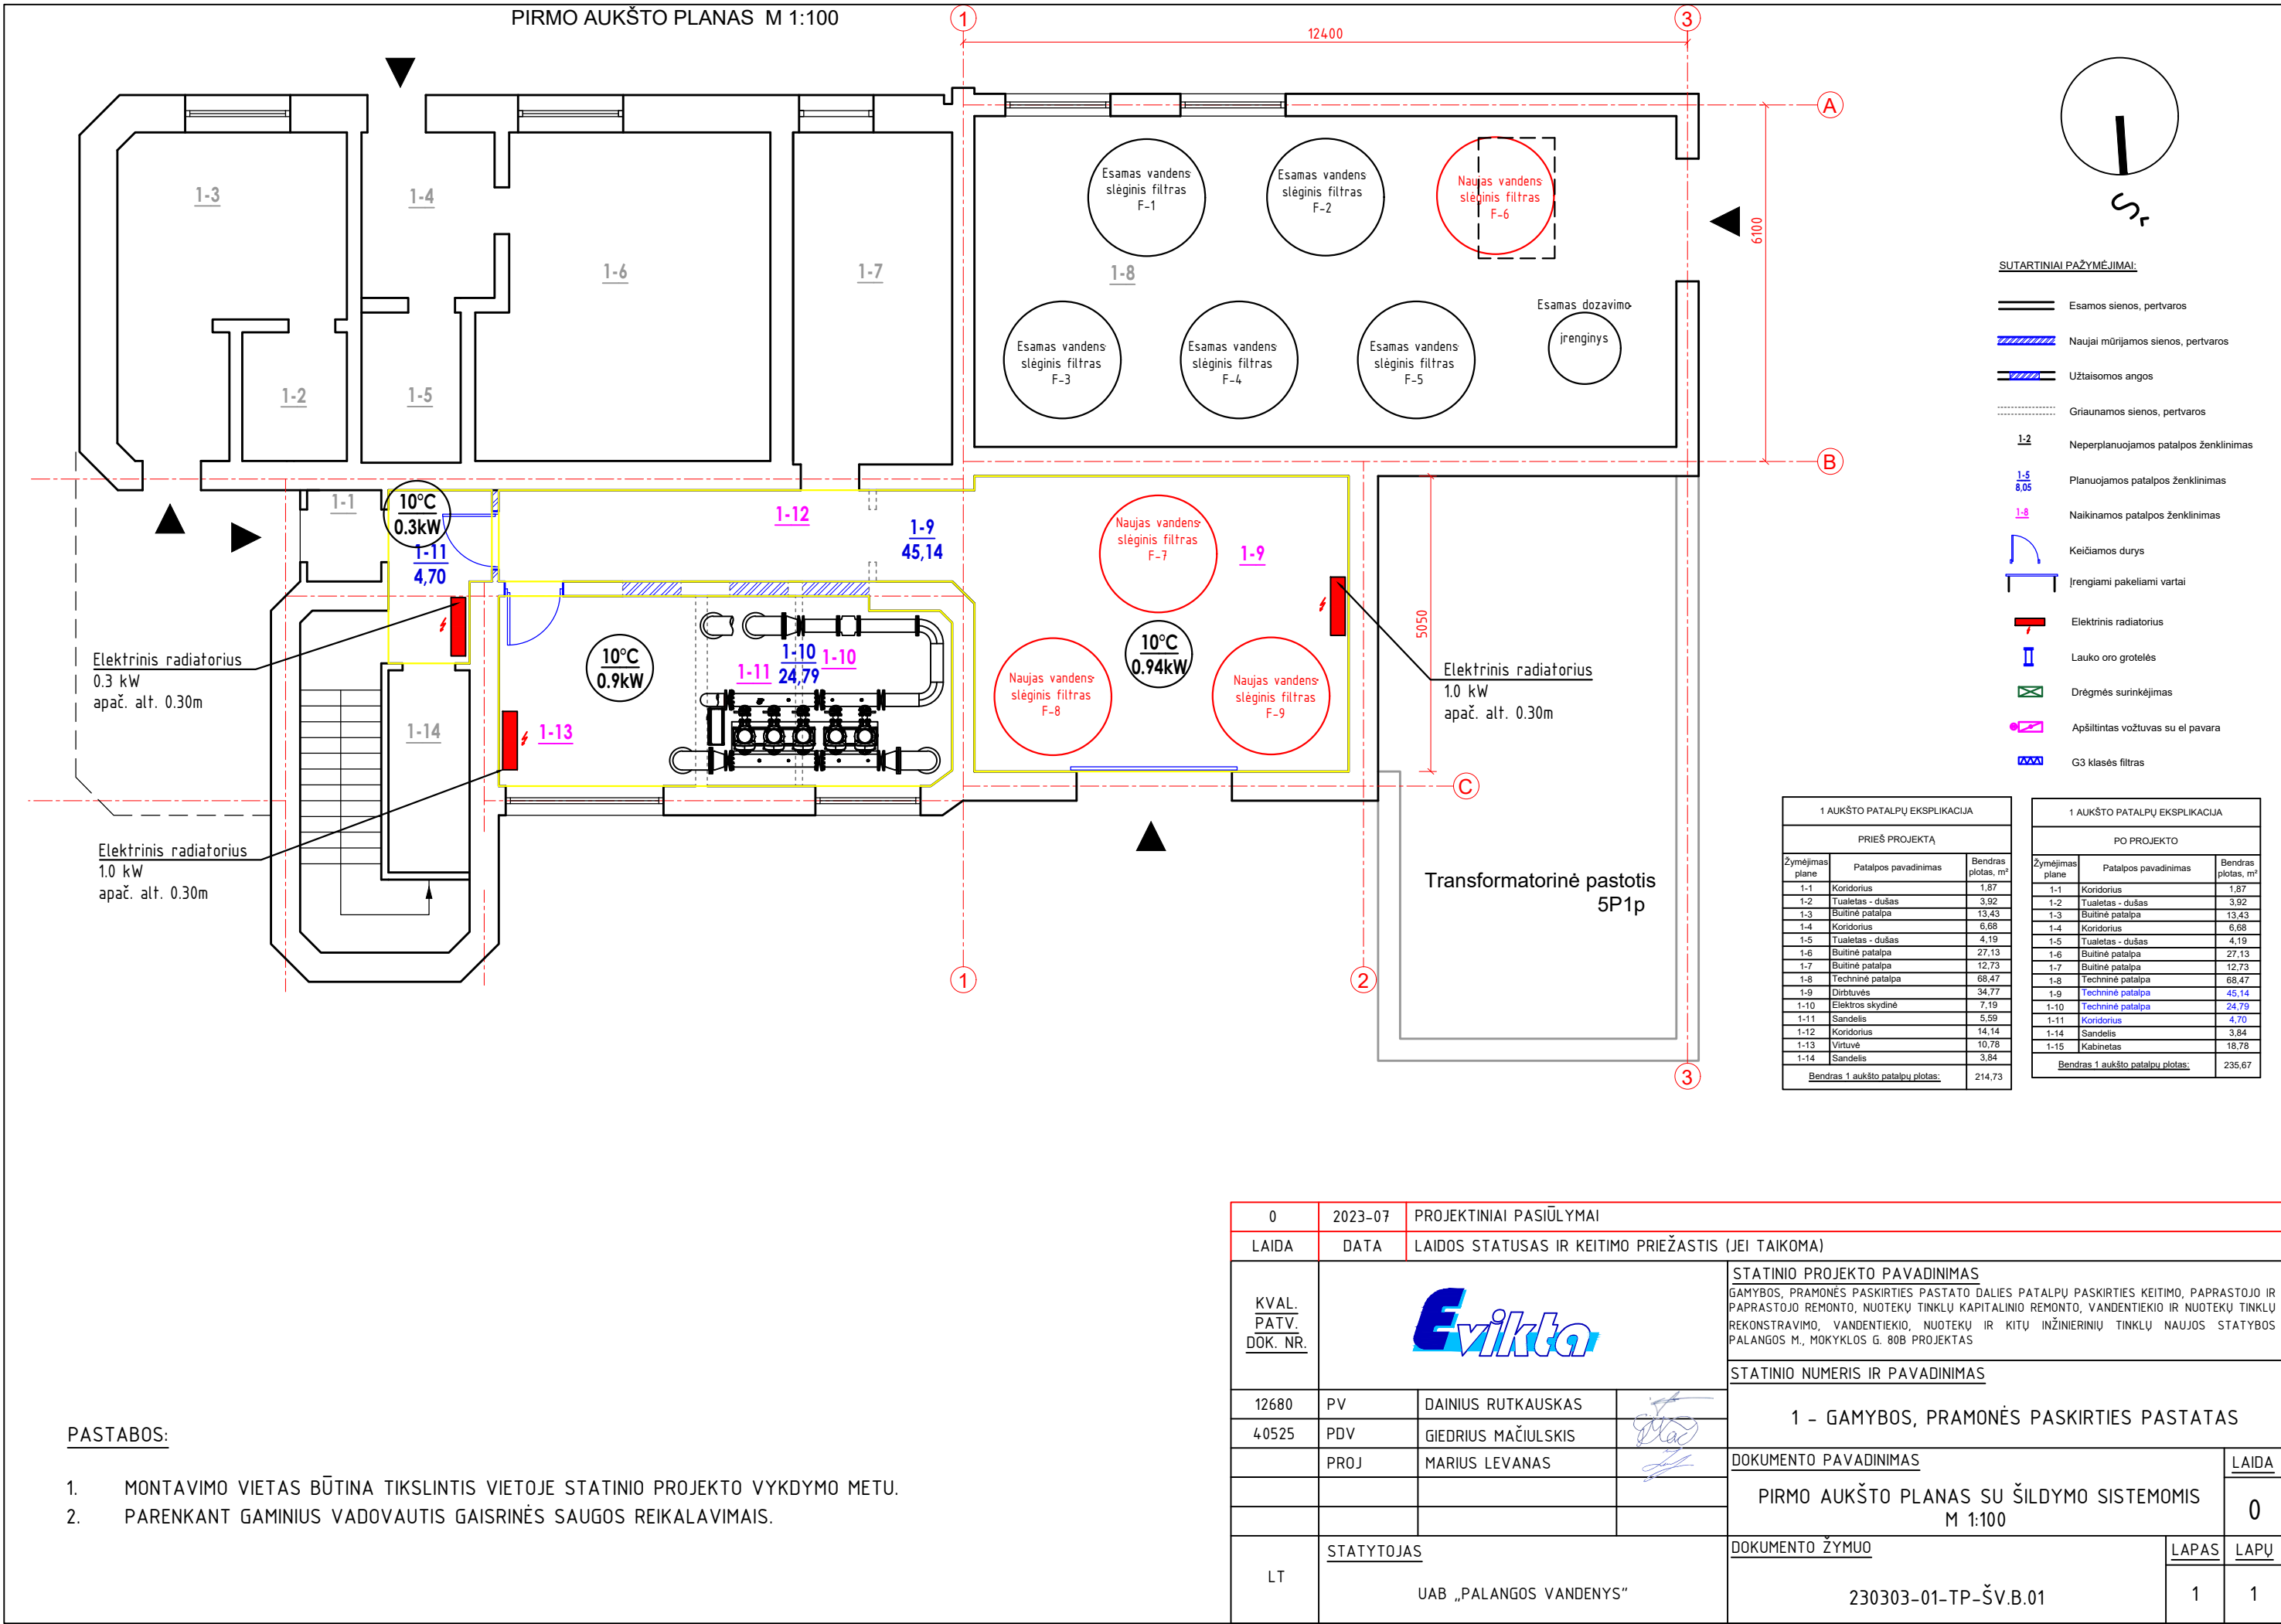 PIRMO AUKŠTO PLANAS M 1:100
1
3
12400
A
6100
B
1-3
1-4
1-6
1-7
1-8
1-2
1-5
Esamas vandens
slėginis filtras
F-1
Esamas vandens
slėginis filtras
F-2
Naujas vandens
slėginis filtras
F-6
Esamas vandens
slėginis filtras
F-3
Esamas vandens
slėginis filtras
F-4
Esamas vandens
slėginis filtras
F-5
Esamas dozavimo
įrenginys
1-1
10°C
0.3kW
1-11
4,70
1-12
1-9
45,14
Naujas vandens
slėginis filtras
F-7
1-9
5050
10°C
0.9kW
1-11
1-10
24,79
1-10
1-13
1-14
10°C
0.94kW
Naujas vandens
slėginis filtras
F-8
Naujas vandens
slėginis filtras
F-9
C
Elektrinis radiatorius
0.3 kW
apač. alt. 0.30m
Elektrinis radiatorius
1.0 kW
apač. alt. 0.30m
Elektrinis radiatorius
1.0 kW
apač. alt. 0.30m
Transformatorinė pastotis
5P1p
1
2
3
Š
SUTARTINIAI PAŽYMĖJIMAI:
Esamos sienos, pertvaros
Naujai mūrijamos sienos, pertvaros
Užtaisomos angos
Griaunamos sienos, pertvaros
1-2 Neperplanuojamos patalpos ženklinimas
1-5
8,05
Planuojamos patalpos ženklinimas
1-8 Naikinamos patalpos ženklinimas
Keičiamos durys
Įrengiami pakeliami vartai
Elektrinis radiatorius
Lauko oro grotelės
Drėgmės surinkėjimas
Apšiltintas vožtuvas su el pavara
G3 klasės filtras
1 AUKŠTO PATALPŲ EKSPLIKACIJA
PRIEŠ PROJEKTĄ
Žymėjimas plane Patalpos pavadinimas Bendras plotas, m²
1-1 Koridorius 1,87
1-2 Tualetas - dušas 3,92
1-3 Buitinė patalpa 13,43
1-4 Koridorius 6,68
1-5 Tualetas - dušas 4,19
1-6 Buitinė patalpa 27,13
1-7 Buitinė patalpa 12,73
1-8 Techninė patalpa 68,47
1-9 Dirbtuvės 34,77
1-10 Elektros skydinė 7,19
1-11 Sandelis 5,59
1-12 Koridorius 14,14
1-13 Virtuvė 10,78
1-14 Sandelis 3,84
Bendras 1 aukšto patalpų plotas: 214,73
1 AUKŠTO PATALPŲ EKSPLIKACIJA
PO PROJEKTO
Žymėjimas plane Patalpos pavadinimas Bendras plotas, m²
1-1 Koridorius 1,87
1-2 Tualetas - dušas 3,92
1-3 Buitinė patalpa 13,43
1-4 Koridorius 6,68
1-5 Tualetas - dušas 4,19
1-6 Buitinė patalpa 27,13
1-7 Buitinė patalpa 12,73
1-8 Techninė patalpa 68,47
1-9 Techninė patalpa 45,14
1-10 Techninė patalpa 24,79
1-11 Koridorius 4,70
1-14 Sandelis 3,84
1-15 Kabinetas 18,78
Bendras 1 aukšto patalpų plotas: 235,67
PASTABOS:
1. MONTAVIMO VIETAS BŪTINA TIKSLINTIS VIETOJE STATINIO PROJEKTO VYKDYMO METU.
2. PARENKANT GAMINIUS VADOVAUTIS GAISRINĖS SAUGOS REIKALAVIMAIS.
0 2023-07 PROJEKTINIAI PASIŪLYMAI
LAIDA DATA LAIDOS STATUSAS IR KEITIMO PRIEŽASTIS (JEI TAIKOMA)
KVAL.
PATV.
DOK. NR.
Evikta
STATINIO PROJEKTO PAVADINIMAS
GAMYBOS, PRAMONĖS PASKIRTIES PASTATO DALIES PATALPŲ PASKIRTIES KEITIMO, PAPRASTOJO IR
PAPRASTOJO REMONTO, NUOTEKŲ TINKLŲ KAPITALINIO REMONTO, VANDENTIEKIO IR NUOTEKŲ TINKLŲ
REKONSTRAVIMO, VANDENTIEKIO, NUOTEKŲ IR KITŲ INŽINIERINIŲ TINKLŲ NAUJOS STATYBOS
PALANGOS M., MOKYKLOS G. 80B PROJEKTAS
STATINIO NUMERIS IR PAVADINIMAS
1 - GAMYBOS, PRAMONĖS PASKIRTIES PASTATAS
12680 PV DAINIUS RUTKAUSKAS
40525 PDV GIEDRIUS MAČIULSKIS
PROJ MARIUS LEVANAS
DOKUMENTO PAVADINIMAS
PIRMO AUKŠTO PLANAS SU ŠILDYMO SISTEMOMIS
M 1:100
LAIDA
0
LT
STATYTOJAS
UAB „PALANGOS VANDENYS“
DOKUMENTO ŽYMUO
230303-01-TP-ŠV.B.01
LAPAS LAPŲ
1 1